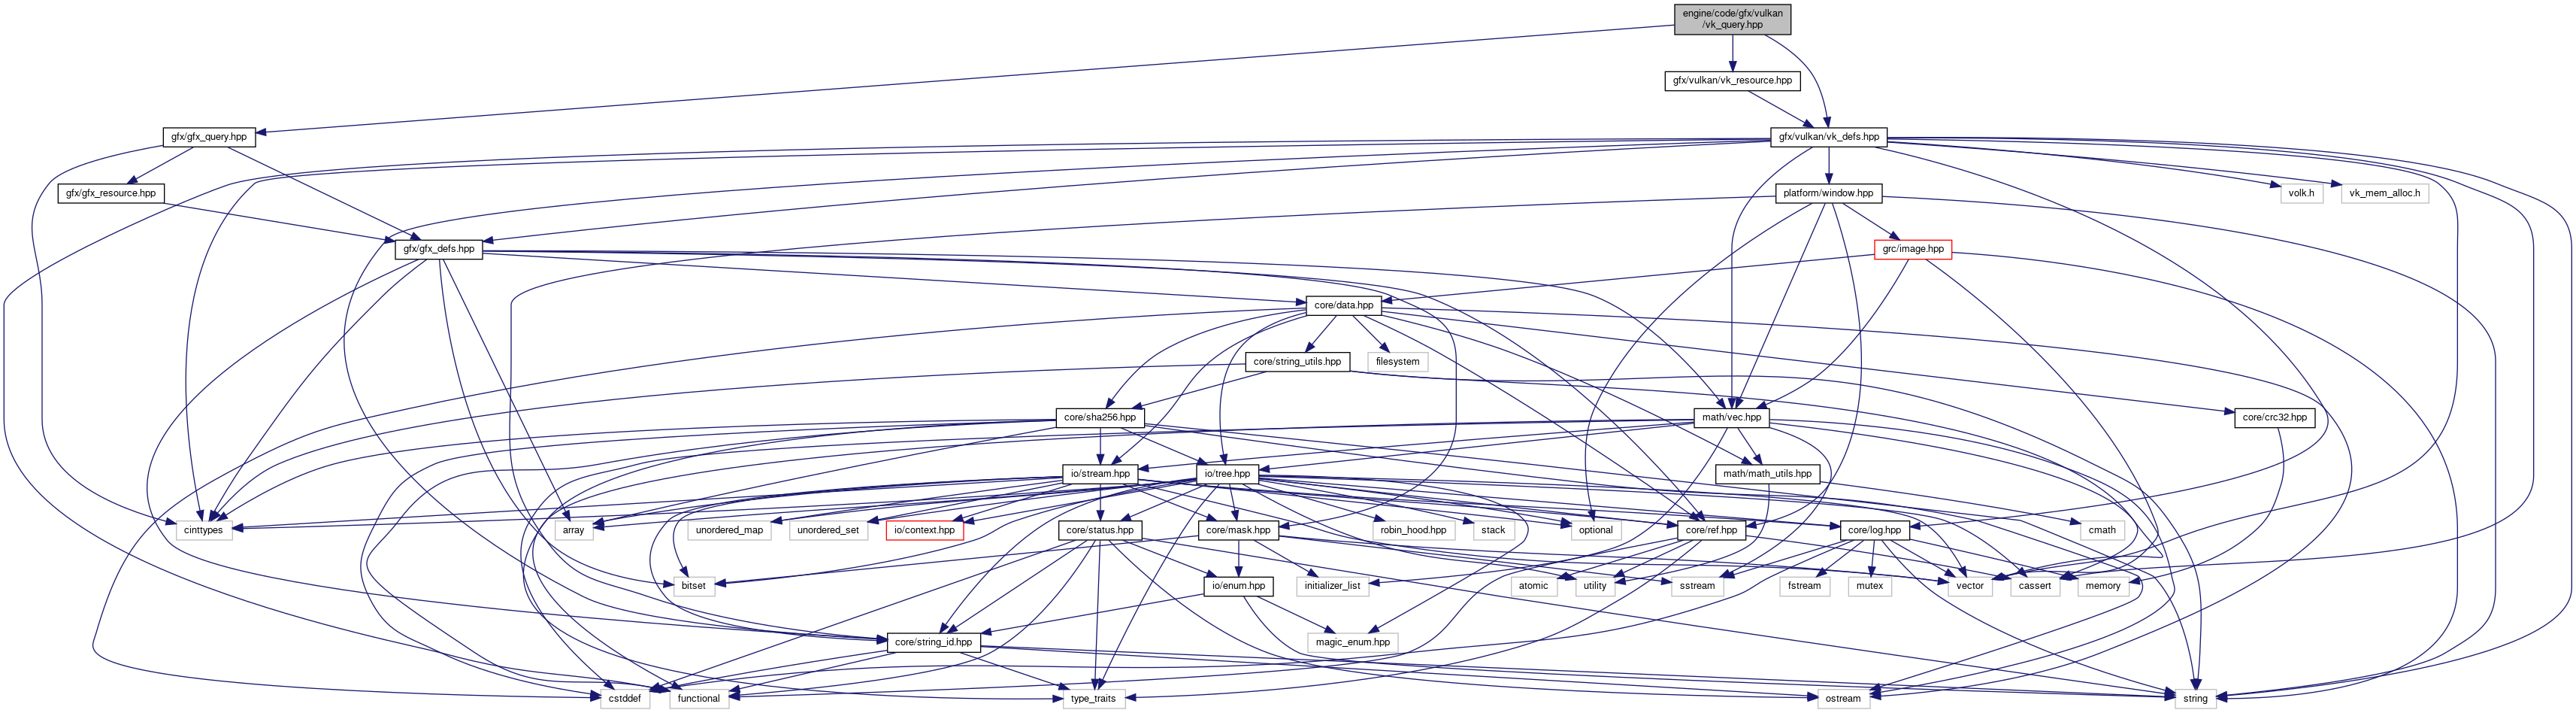 engine/code/gfx/vulkan
/vk_query.hpp
gfx/vulkan/vk_resource.hpp
gfx/gfx_query.hpp
gfx/vulkan/vk_defs.hpp
gfx/gfx_resource.hpp
platform/window.hpp
volk.h
vk_mem_alloc.h
gfx/gfx_defs.hpp
grc/image.hpp
core/data.hpp
core/string_utils.hpp
filesystem
core/sha256.hpp
math/vec.hpp
core/crc32.hpp
io/stream.hpp
io/tree.hpp
math/math_utils.hpp
cinttypes
array
unordered_map
unordered_set
io/context.hpp
core/status.hpp
core/mask.hpp
robin_hood.hpp
stack
optional
core/ref.hpp
core/log.hpp
cmath
bitset
io/enum.hpp
initializer_list
atomic
utility
sstream
fstream
mutex
vector
cassert
memory
core/string_id.hpp
magic_enum.hpp
cstddef
functional
type_traits
ostream
string